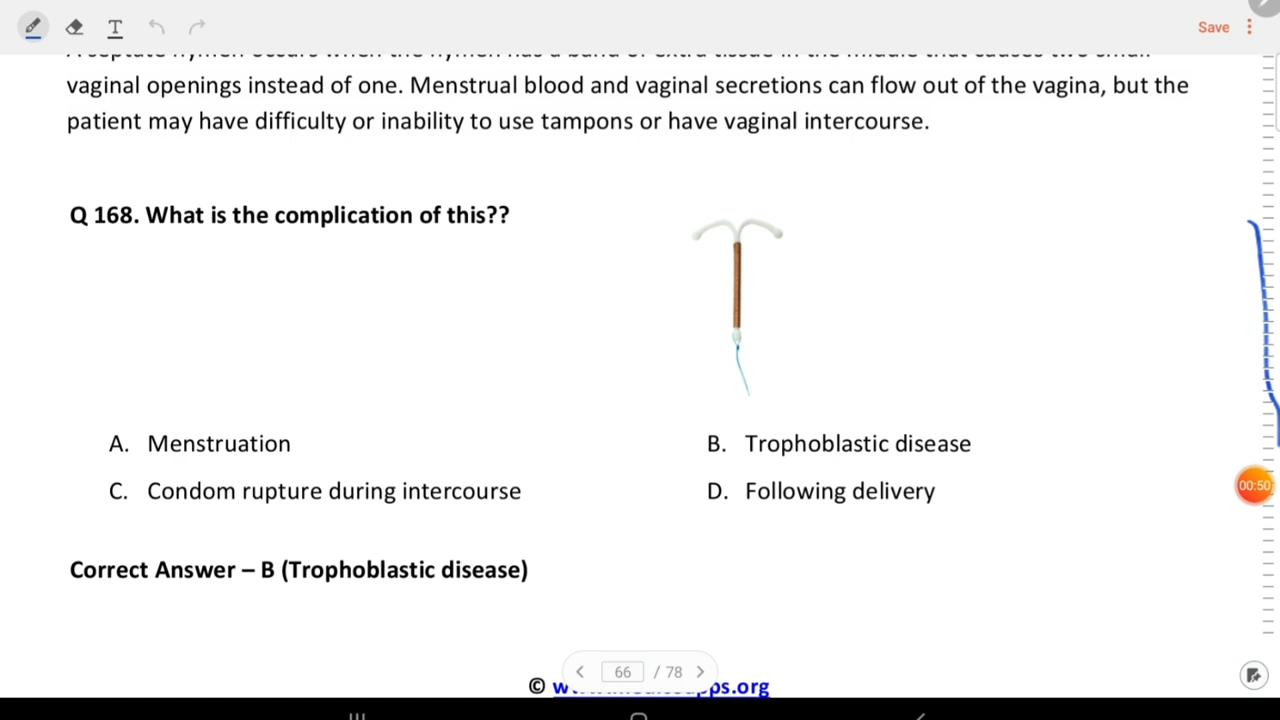 T
Save
vaginal openings instead of one. Menstrual blood and vaginal secretions can flow out of the vagina, but the
patient may have difficulty or inability to use tampons or have vaginal intercourse.
Q 168. What is the complication of this??
A. Menstruation
B. Trophoblastic disease
C. Condom rupture during intercourse
D. Following delivery
00:50
Correct Answer – B (Trophoblastic disease)
66 / 78
©